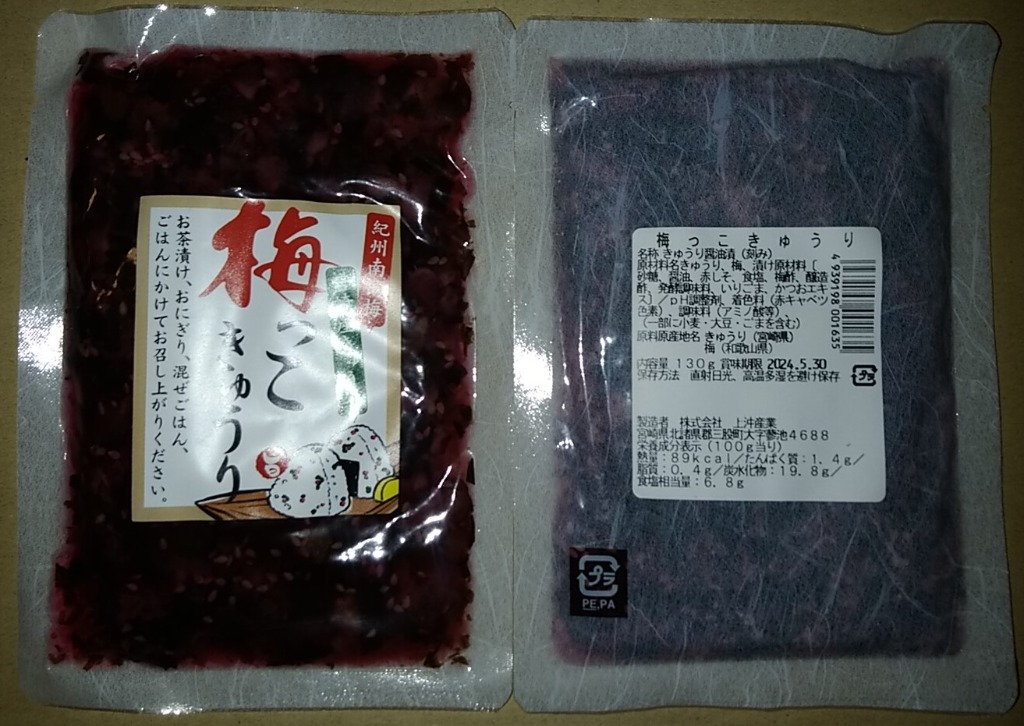 紀州南高梅
梅っこ
きゅうり
お茶漬け、おにぎり、混ぜごはん、
ごはんにかけてお召し上がりください。
梅っこきゅうり
名称 きゅうり醤油漬（刻み）
原材料名 きゅうり、梅、漬け原材料〔
砂糖、醤油、赤しそ、食塩、梅酢、醸造
酢、発酵調味料、いりごま、かつおエキ
ス〕／ｐH調整剤、着色料（赤キャベツ
色素）、調味料（アミノ酸等）、
（一部に小麦・大豆・ごまを含む）
原料原産地名 きゅうり（宮崎県）
梅（和歌山県）
内容量 １３０ｇ 賞味期限 2024.5.30
保存方法 直射日光、高温多湿を避け保存
プラ
4939198 001635
製造者 株式会社 上沖産業
宮崎県北諸県郡三股町大字蓼池４６８８
栄養成分表示（１００ｇ当り）
熱量：８９ｋｃａｌ／たんぱく質：１．４ｇ／
脂質：０．４ｇ／炭水化物：１９．８ｇ／
食塩相当量：６．８ｇ
プラ
PE,PA